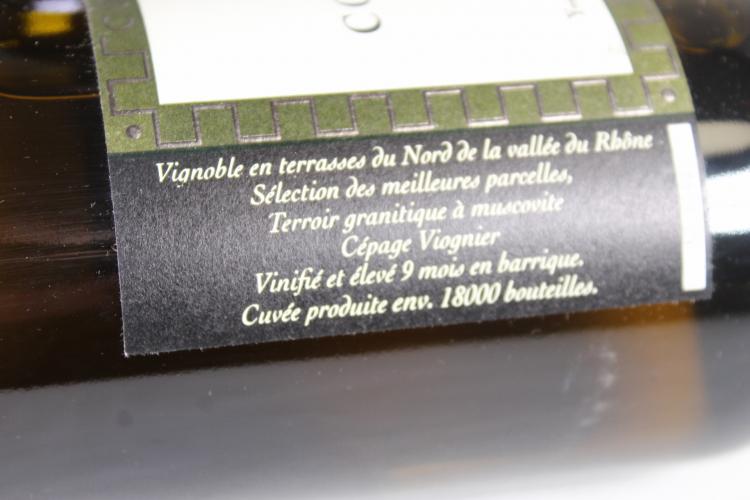 Vignoble en terrasses du Nord de la vallée du Rhône
Sélection des meilleures parcelles,
Terroir granitique à muscovite
Cépage Viognier
Vinifié et élevé 9 mois en barrique.
Cuvée produite env. 18000 bouteilles.